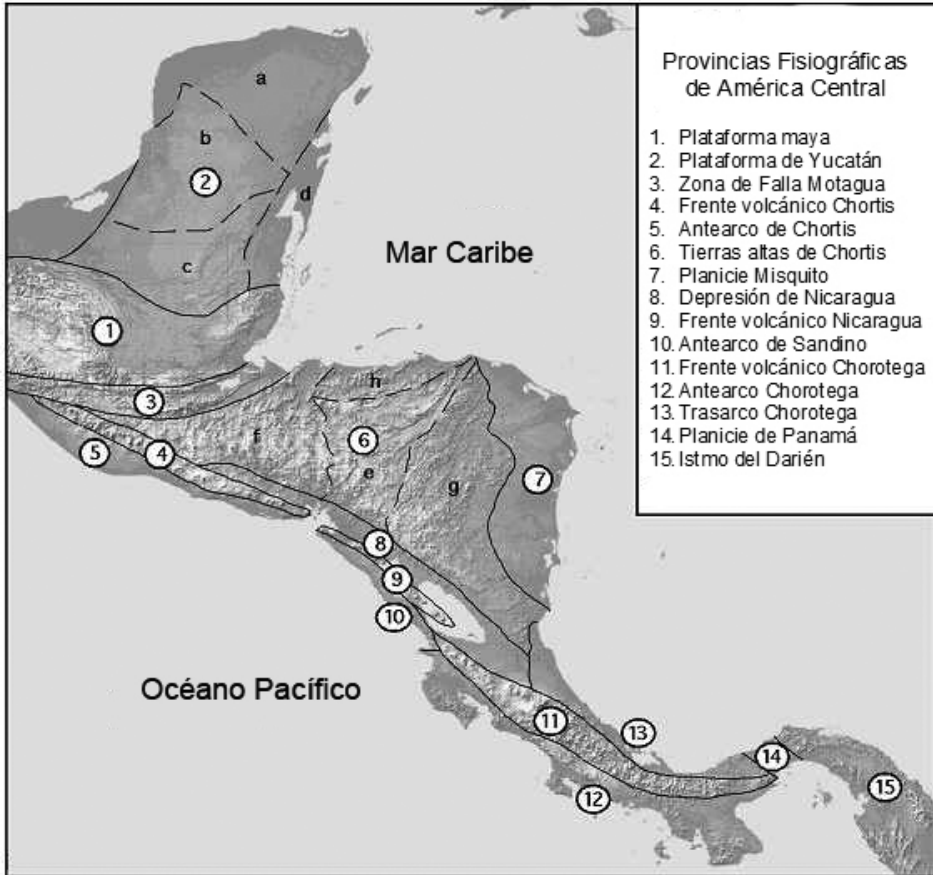 Provincias Fisiográficas
de América Central
1. Plataforma maya
2. Plataforma de Yucatán
3. Zona de Falla Motagua
4. Frente volcánico Chortis
5. Antearco de Chortis
6. Tierras altas de Chortis
7. Planicie Misquito
8. Depresión de Nicaragua
9. Frente volcánico Nicaragua
10. Antearco de Sandino
11. Frente volcánico Chorotega
12. Antearco Chorotega
13. Trasarco Chorotega
14. Planicie de Panamá
15. Istmo del Darién
a
b
2
d
c
Mar Caribe
1
h
3
f
6
5
4
e
g
7
8
9
10
Océano Pacífico
11
13
14
12
15